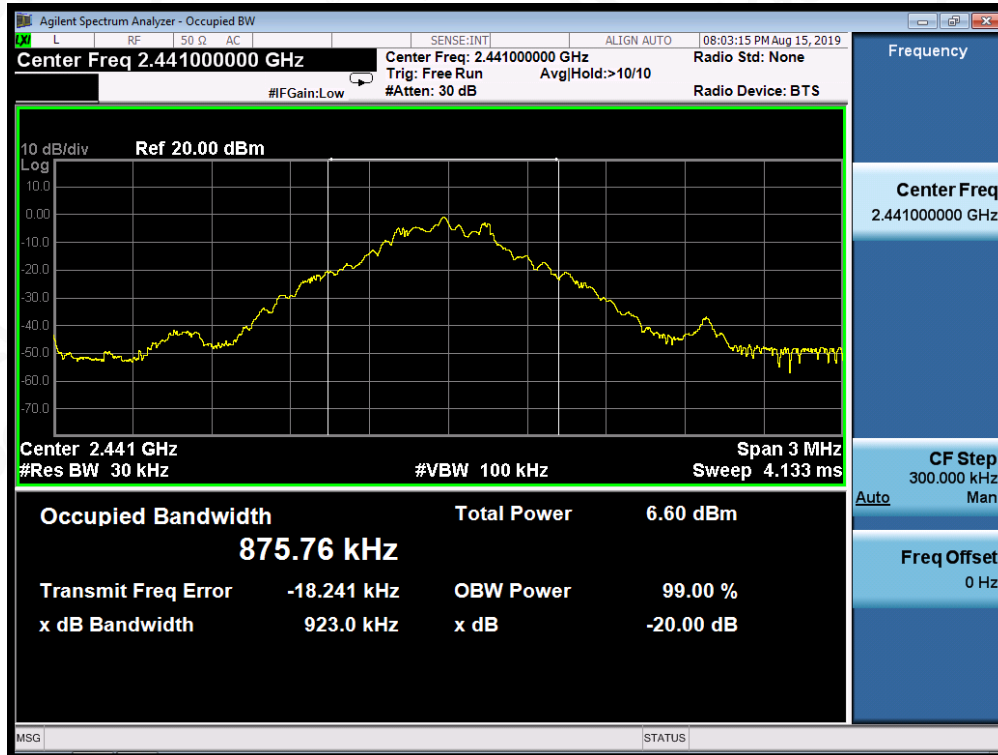 Agilent Spectrum Analyzer - Occupied BW
LXI L RF 50 Ω AC SENSE:INT ALIGN AUTO 08:03:15 PM Aug 15, 2019
Center Freq 2.441000000 GHz
Center Freq: 2.441000000 GHz
Radio Std: None
Trig: Free Run Avg|Hold:>10/10
#IFGain:Low
#Atten: 30 dB
Radio Device: BTS
10 dB/div Ref 20.00 dBm
Log
10.0
0.00
-10.0
-20.0
-30.0
-40.0
-50.0
-60.0
-70.0
Center 2.441 GHz Span 3 MHz
#Res BW 30 kHz #VBW 100 kHz Sweep 4.133 ms
Occupied Bandwidth Total Power 6.60 dBm
875.76 kHz
Transmit Freq Error -18.241 kHz OBW Power 99.00 %
x dB Bandwidth 923.0 kHz x dB -20.00 dB
MSG STATUS
Frequency
Center Freq
2.441000000 GHz
CF Step
300.000 kHz
Auto Man
Freq Offset
0 Hz